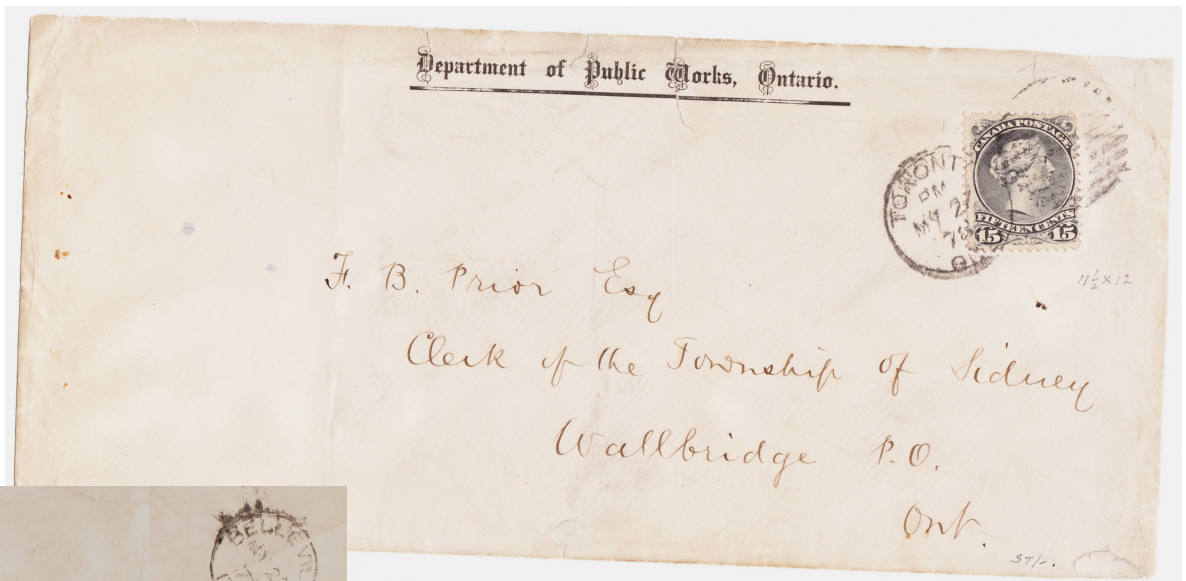 Department of Public Works, Ontario.
CANADA POSTAGE
FIFTEEN CENTS
15 15
TORONTO
PM
MY 2
78
11½ x 12
F. B. Prior Esq
Clerk of the Township of Sidney
Wallbridge P.O.
Ont.
BELLEVI